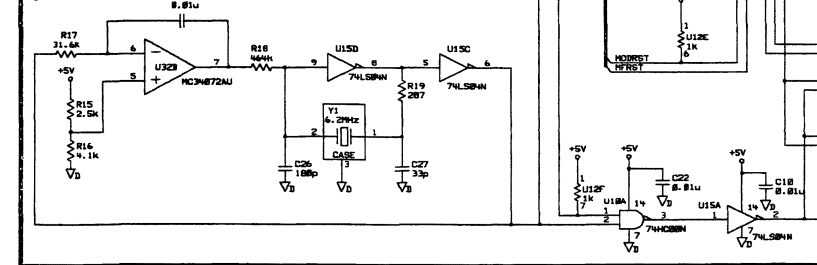 0.01u
R17
31.6k
6
5
U32B
7
MC34072AU
+5V
R15
2.5k
R16
4.1k
D
R18
464k
9
U15D
8
74LS04N
5
U15C
6
74LS04N
R19
287
Y1
6.2MHz
2
1
CASE
3
C26
180p
D
D
C27
33p
D
1
U12E
1k
6
MODRST
MFRST
+5V
1
U12F
1k
7
+5V
C22
0.01u
D
U10A
1
2
14
3
7
74HC00N
D
+5V
C10
0.01u
D
U15A
1
14
2
7
74LS04N
D